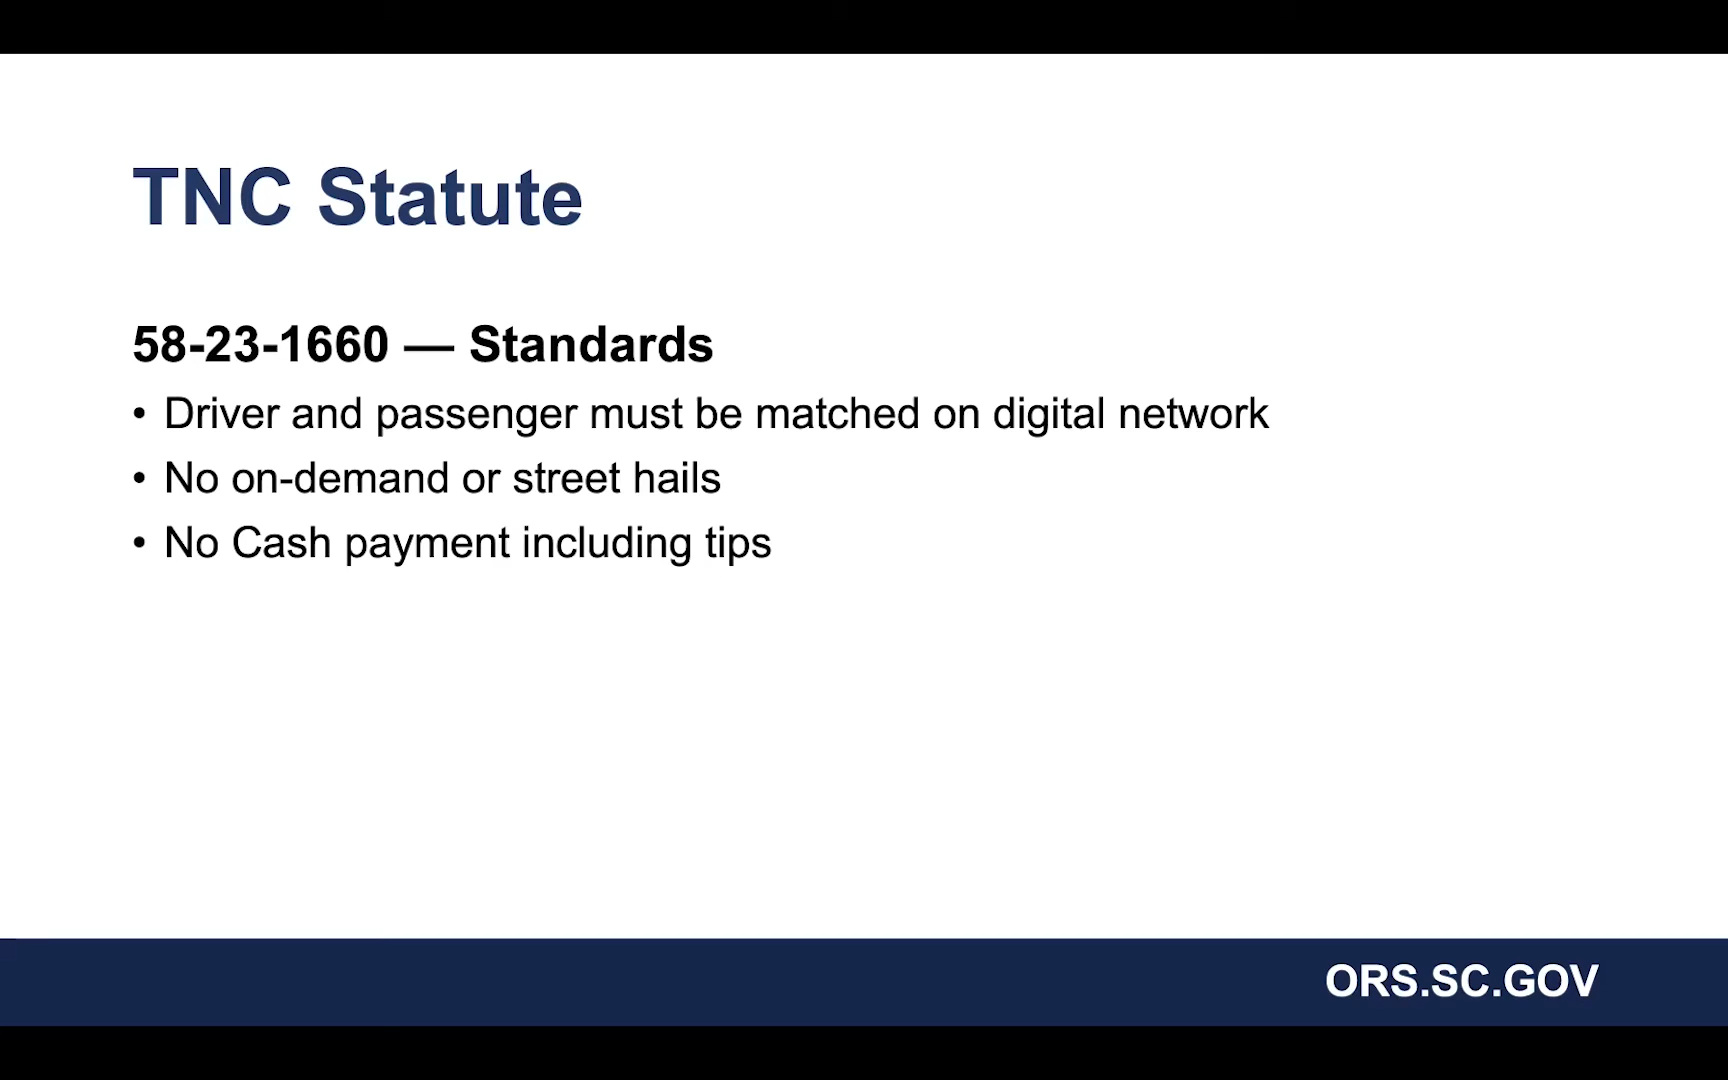 TNC Statute
58-23-1660 — Standards
• Driver and passenger must be matched on digital network
• No on-demand or street hails
• No Cash payment including tips
ORS.SC.GOV